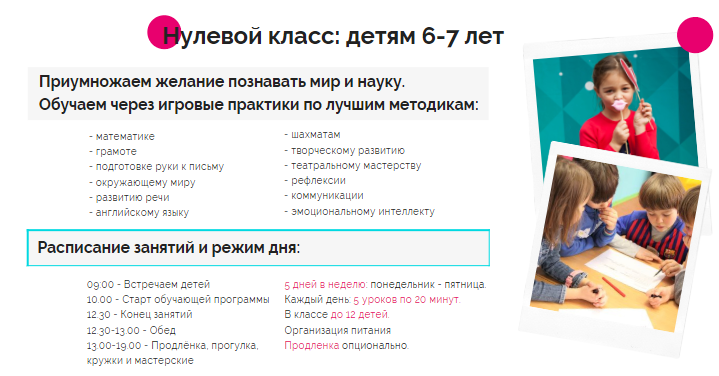 Нулевой класс: детям 6-7 лет
Приумножаем желание познавать мир и науку.
Обучаем через игровые практики по лучшим методикам:
- математике
- грамоте
- подготовке руки к письму
- окружающему миру
- развитию речи
- английскому языку
- шахматам
- творческому развитию
- театральному мастерству
- рефлексии
- коммуникации
- эмоциональному интеллекту
Расписание занятий и режим дня:
09:00 - Встречаем детей
10.00 - Старт обучающей программы
12.30 - Конец занятий
12.30-13.00 - Обед
13.00-19.00 - Продлёнка, прогулка,
кружки и мастерские
5 дней в неделю: понедельник - пятница.
Каждый день: 5 уроков по 20 минут.
В классе до 12 детей.
Организация питания
Продленка опционально.